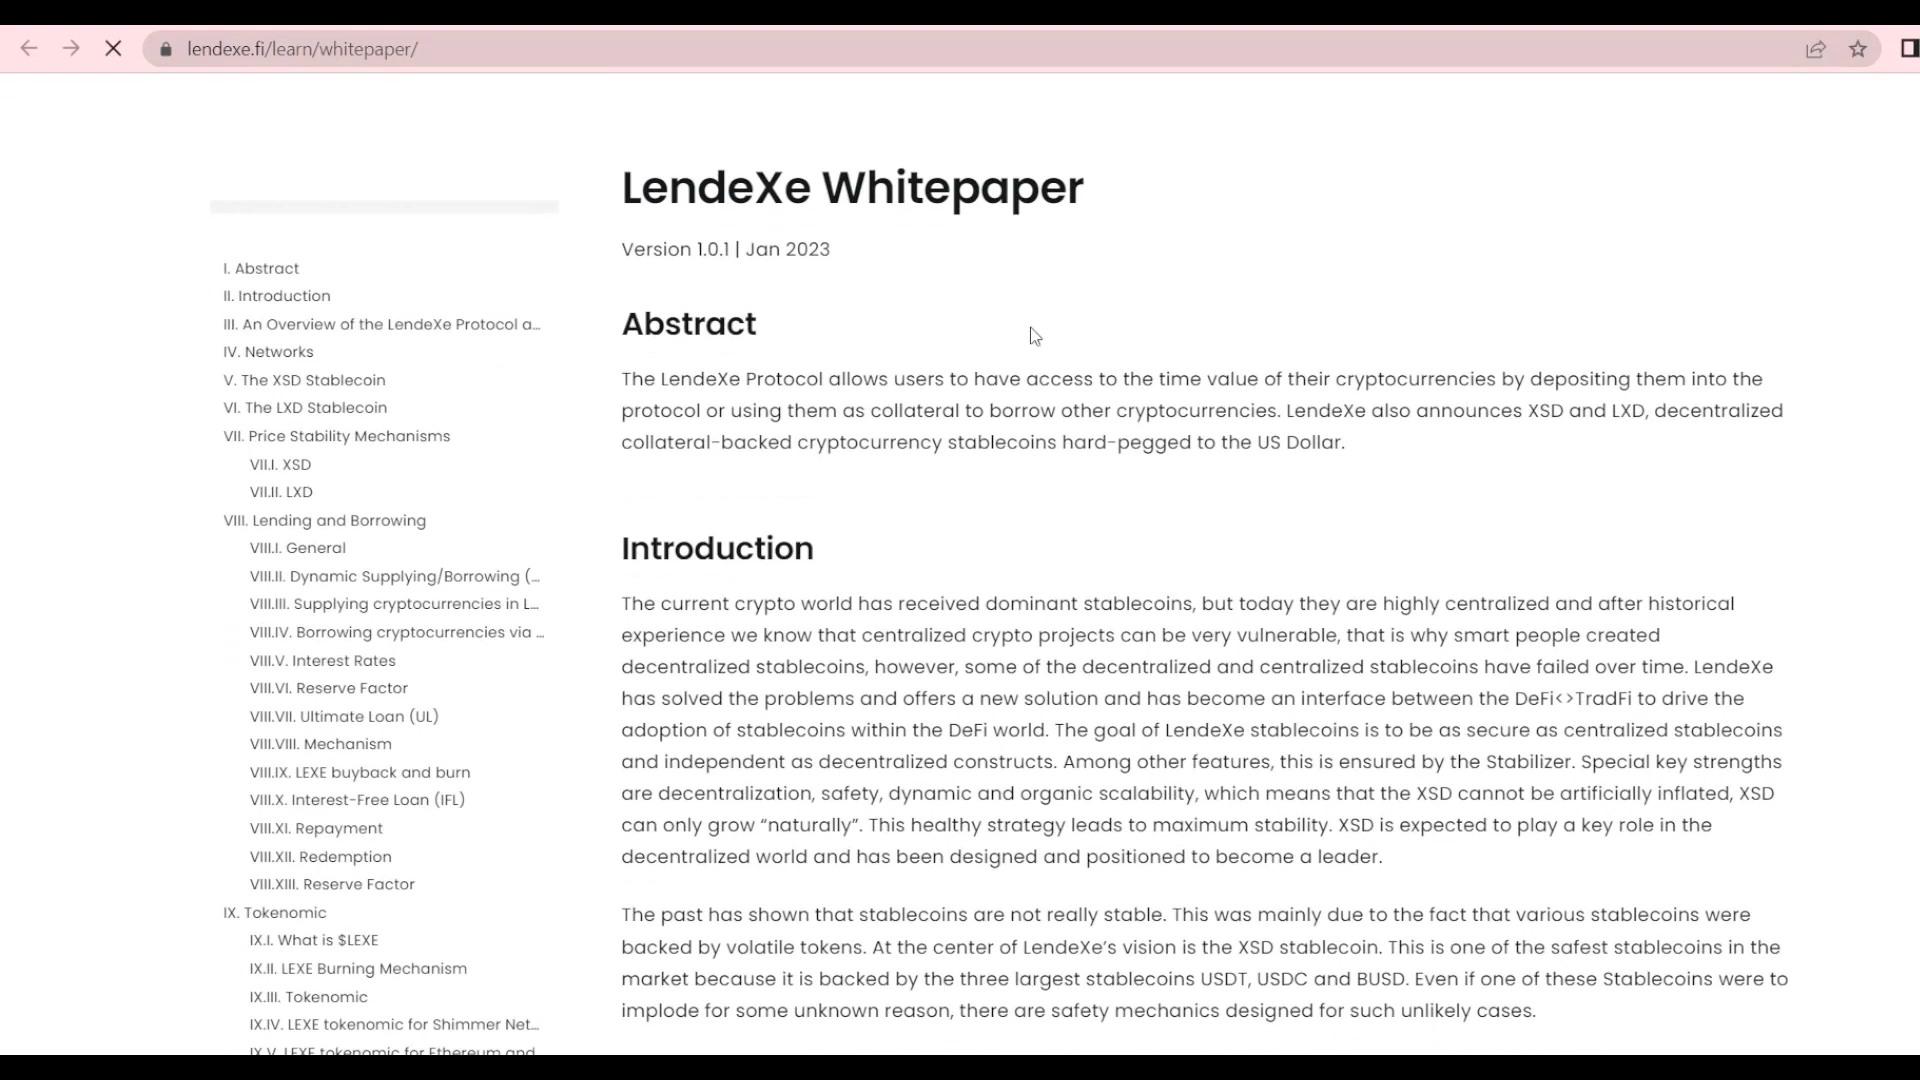 lendexe.fi/learn/whitepaper/
I. Abstract
II. Introduction
III. An Overview of the LendeXe Protocol a...
IV. Networks
V. The XSD Stablecoin
VI. The LXD Stablecoin
VII. Price Stability Mechanisms
VII.I. XSD
VII.II. LXD
VIII. Lending and Borrowing
VIII.I. General
VIII.II. Dynamic Supplying/Borrowing (...
VIII.III. Supplying cryptocurrencies in L...
VIII.IV. Borrowing cryptocurrencies via ...
VIII.V. Interest Rates
VIII.VI. Reserve Factor
VIII.VII. Ultimate Loan (UL)
VIII.VIII. Mechanism
VIII.IX. LEXE buyback and burn
VIII.X. Interest-Free Loan (IFL)
VIII.XI. Repayment
VIII.XII. Redemption
VIII.XIII. Reserve Factor
IX. Tokenomic
IX.I. What is $LEXE
IX.II. LEXE Burning Mechanism
IX.III. Tokenomic
IX.IV. LEXE tokenomic for Shimmer Net...
IX.V. LEXE tokenomic for Ethereum and
LendeXe Whitepaper
Version 1.0.1 | Jan 2023
Abstract
The LendeXe Protocol allows users to have access to the time value of their cryptocurrencies by depositing them into the
protocol or using them as collateral to borrow other cryptocurrencies. LendeXe also announces XSD and LXD, decentralized
collateral-backed cryptocurrency stablecoins hard-pegged to the US Dollar.
Introduction
The current crypto world has received dominant stablecoins, but today they are highly centralized and after historical
experience we know that centralized crypto projects can be very vulnerable, that is why smart people created
decentralized stablecoins, however, some of the decentralized and centralized stablecoins have failed over time. LendeXe
has solved the problems and offers a new solution and has become an interface between the DeFi<>TradFi to drive the
adoption of stablecoins within the DeFi world. The goal of LendeXe stablecoins is to be as secure as centralized stablecoins
and independent as decentralized constructs. Among other features, this is ensured by the Stabilizer. Special key strengths
are decentralization, safety, dynamic and organic scalability, which means that the XSD cannot be artificially inflated, XSD
can only grow “naturally”. This healthy strategy leads to maximum stability. XSD is expected to play a key role in the
decentralized world and has been designed and positioned to become a leader.
The past has shown that stablecoins are not really stable. This was mainly due to the fact that various stablecoins were
backed by volatile tokens. At the center of LendeXe’s vision is the XSD stablecoin. This is one of the safest stablecoins in the
market because it is backed by the three largest stablecoins USDT, USDC and BUSD. Even if one of these Stablecoins were to
implode for some unknown reason, there are safety mechanics designed for such unlikely cases.